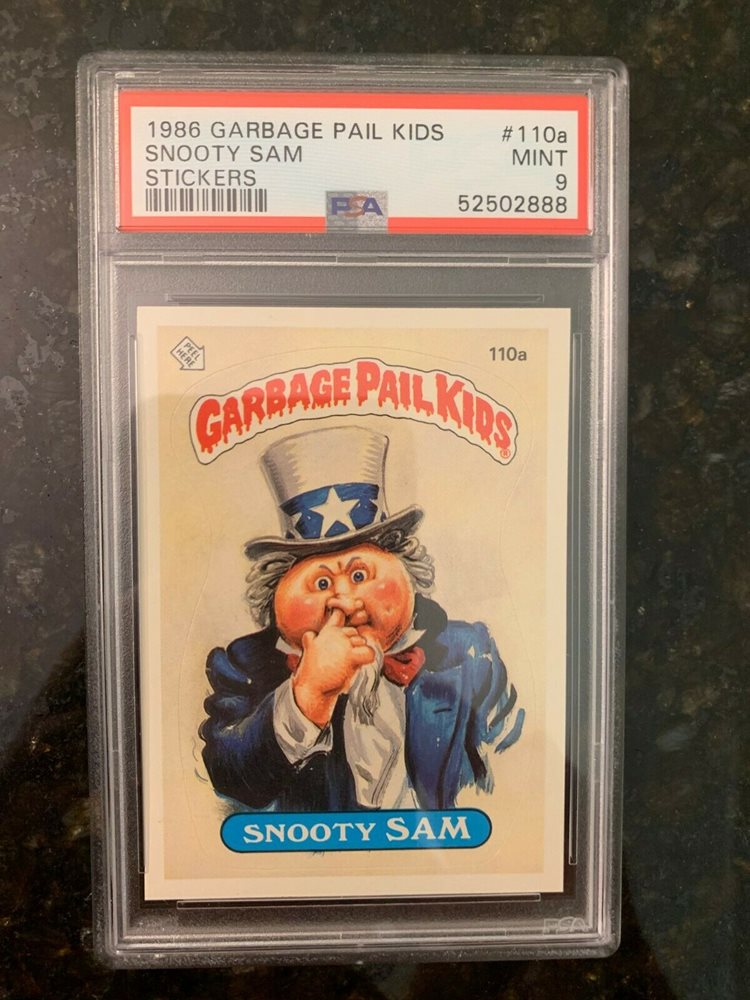 1986 GARBAGE PAIL KIDS #110a
SNOOTY SAM MINT
STICKERS 9
PSA 52502888
PEEL
HERE
110a
GARBAGE PAIL KIDS®
SNOOTY SAM
PSA